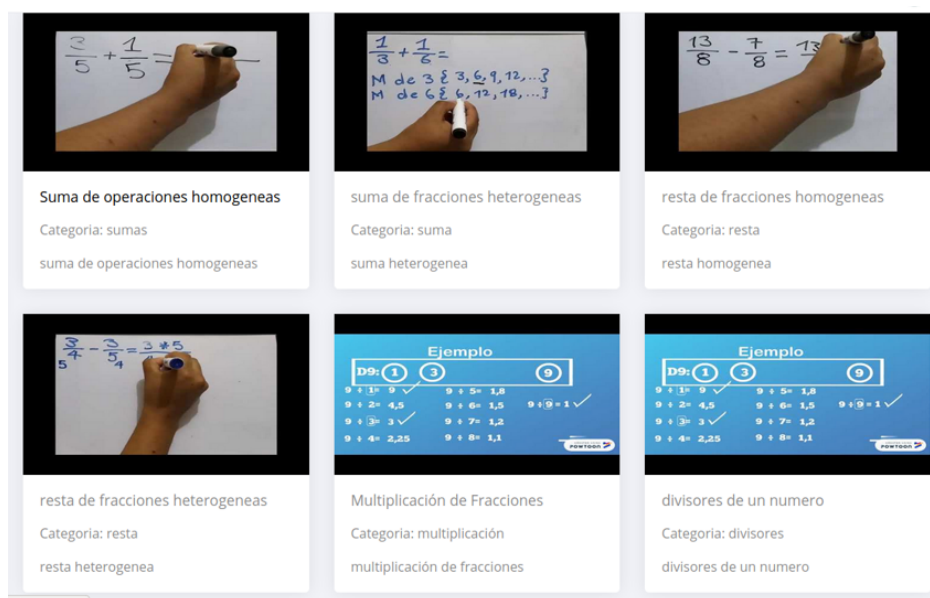 3/5 + 1/5 =
1/3 + 1/6 =
M de 3 { 3, 6, 9, 12, ...}
M de 6 { 6, 12, 18, ...}
13/8 - 7/8 = 13
Suma de operaciones homogeneas
Categoria: sumas
suma de operaciones homogeneas
suma de fracciones heterogeneas
Categoria: suma
suma heterogenea
resta de fracciones homogeneas
Categoria: resta
resta homogenea
3/4 - 3/5 = 3 * 5
5 4
Ejemplo
D9: 1 3 9
9 ÷ 1= 9 ✓ 9 ÷ 5= 1,8
9 ÷ 2= 4,5 9 ÷ 6= 1,5 9 ÷ 9 = 1 ✓
9 ÷ 3= 3 ✓ 9 ÷ 7= 1,2
9 ÷ 4= 2,25 9 ÷ 8= 1,1
POWTOON
Ejemplo
D9: 1 3 9
9 ÷ 1= 9 ✓ 9 ÷ 5= 1,8
9 ÷ 2= 4,5 9 ÷ 6= 1,5 9 ÷ 9 = 1 ✓
9 ÷ 3= 3 ✓ 9 ÷ 7= 1,2
9 ÷ 4= 2,25 9 ÷ 8= 1,1
POWTOON
resta de fracciones heterogeneas
Categoria: resta
resta heterogenea
Multiplicación de Fracciones
Categoria: multiplicación
multiplicación de fracciones
divisores de un numero
Categoria: divisores
divisores de un numero